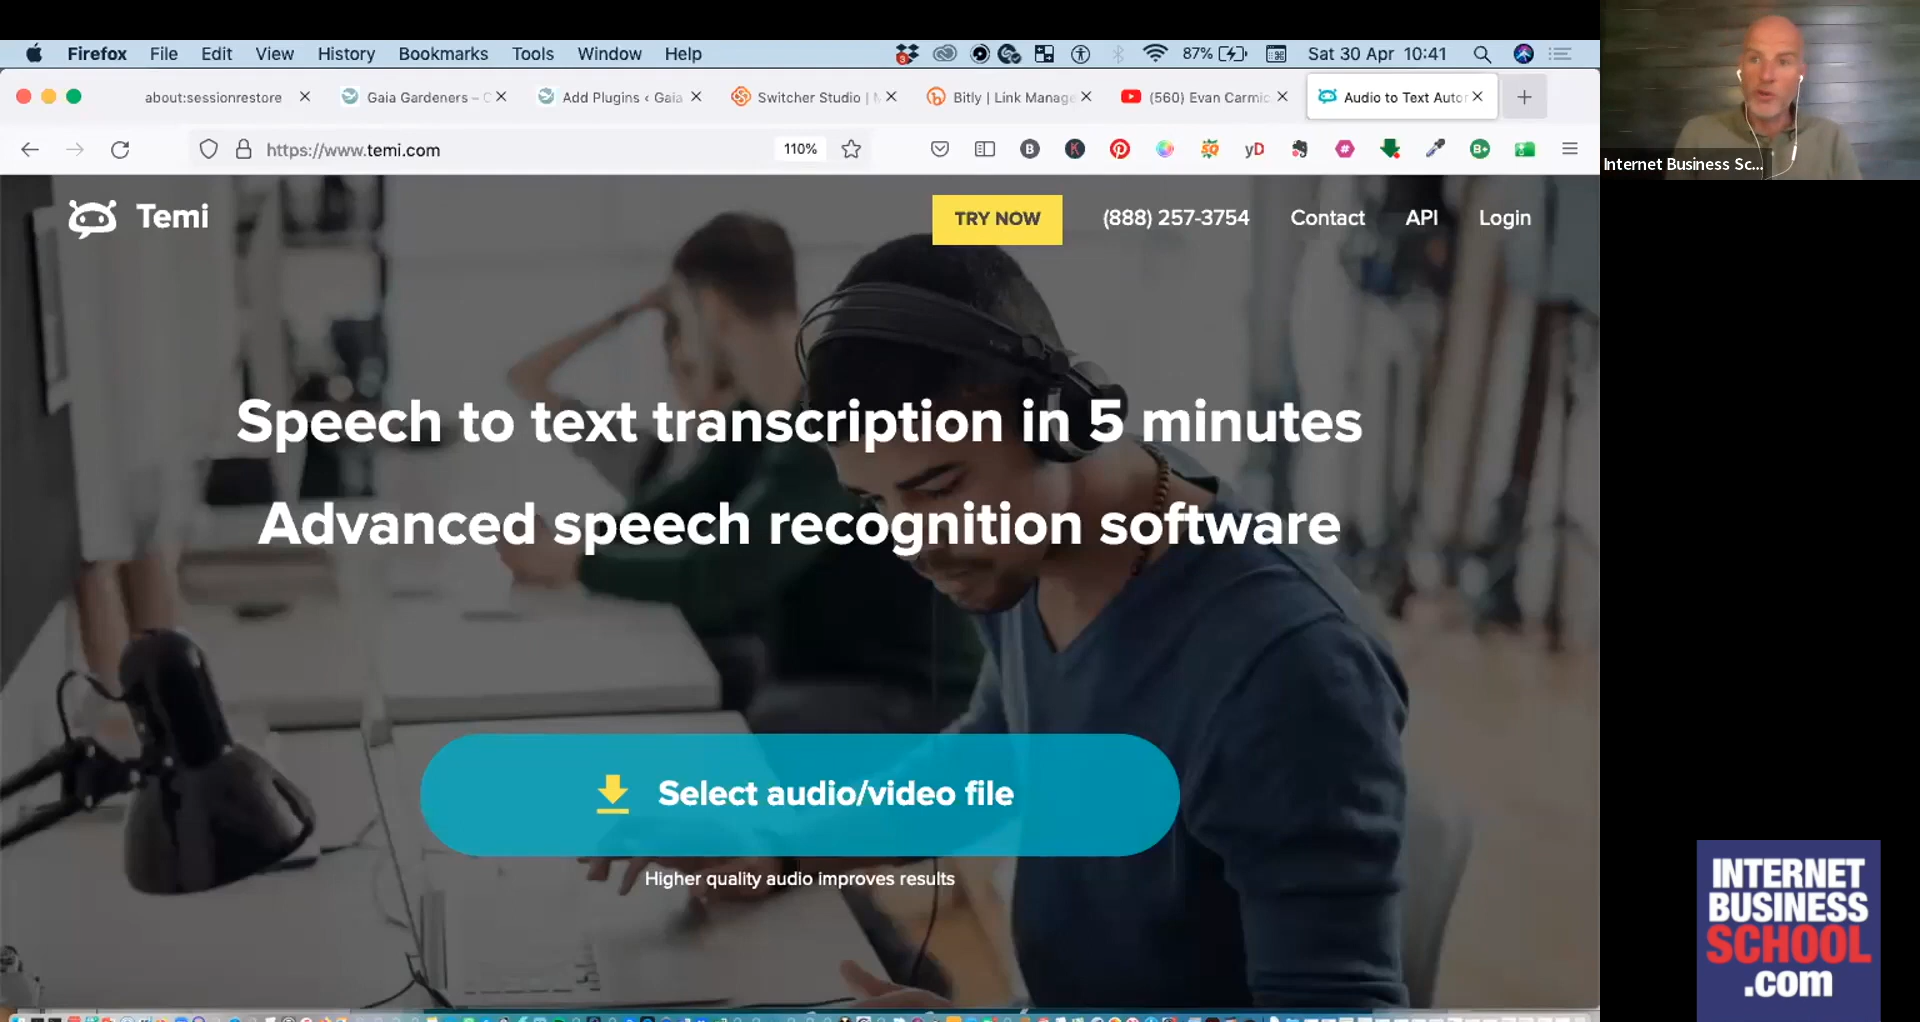 Firefox File Edit View History Bookmarks Tools Window Help
87% Sat 30 Apr 10:41
about:sessionrestore
Gaia Gardeners – C
Add Plugins ‹ Gaia
Switcher Studio |
Bitly | Link Manage
(560) Evan Carmic
Audio to Text Autor
https://www.temi.com
110%
Temi
TRY NOW
(888) 257-3754
Contact
API
Login
Speech to text transcription in 5 minutes
Advanced speech recognition software
Select audio/video file
Higher quality audio improves results
Internet Business Sc...
INTERNET
BUSINESS
SCHOOL
.com